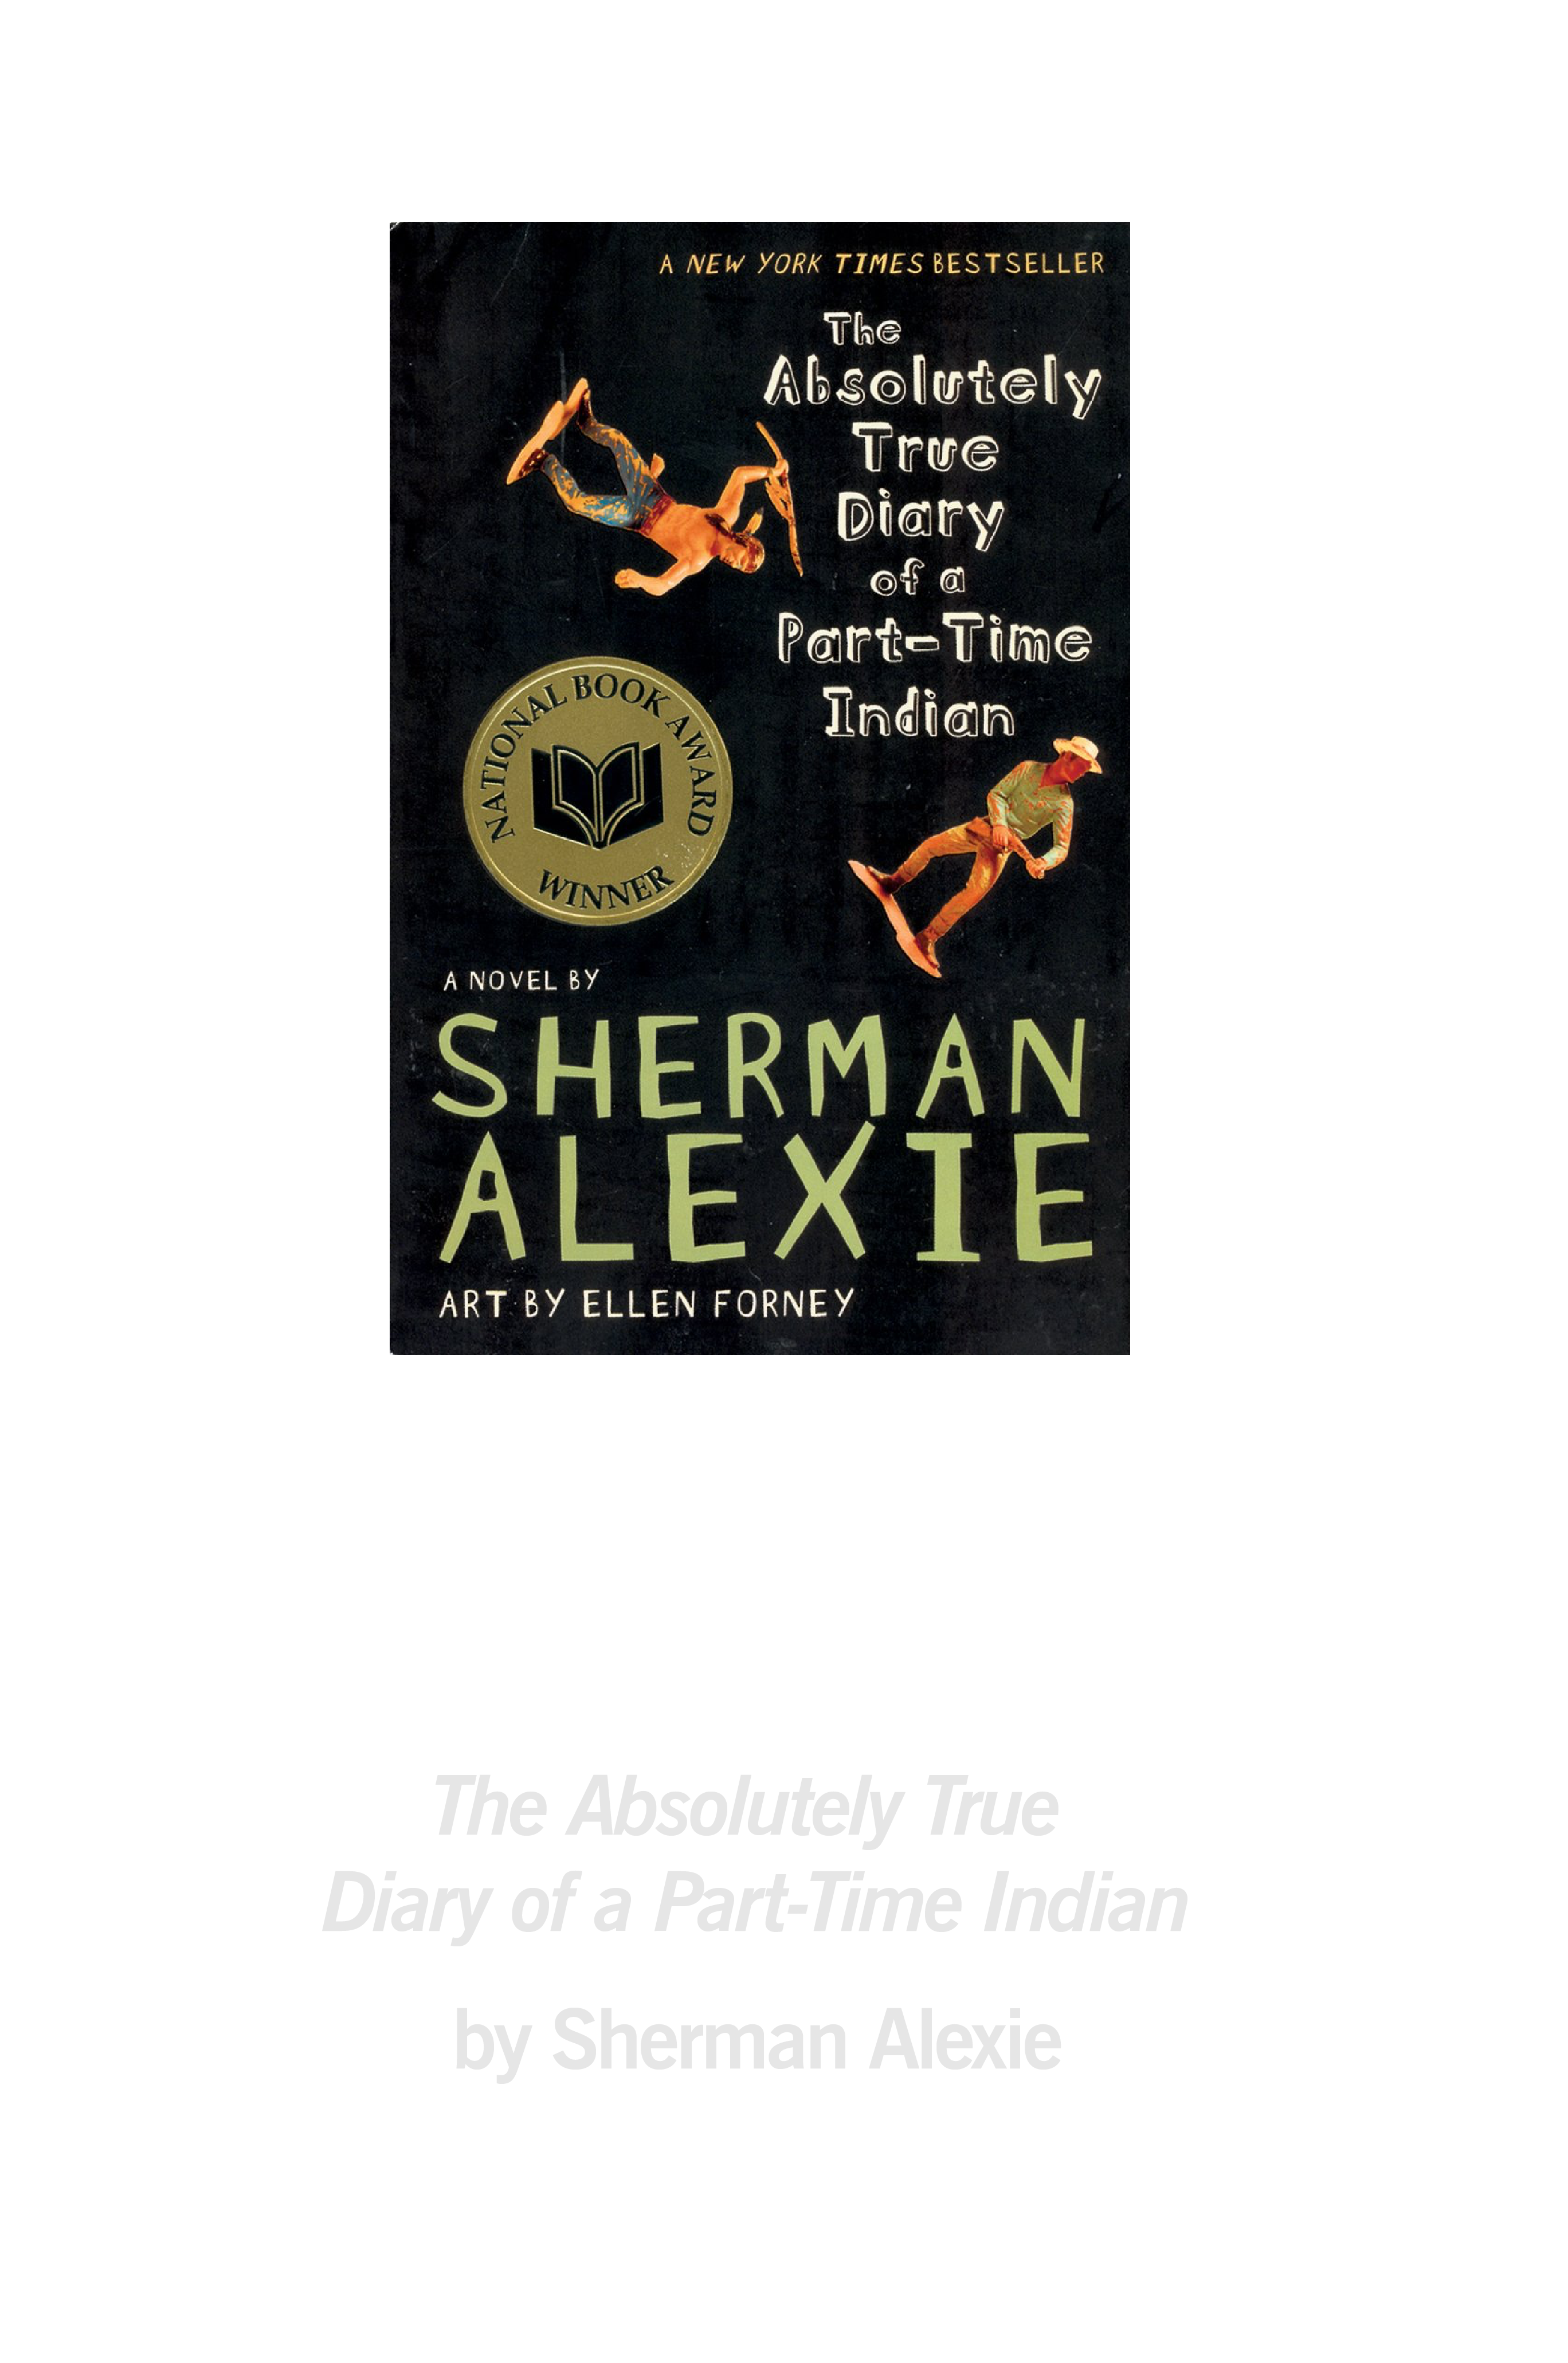 A NEW YORK TIMES BESTSELLER
The
Absolutely
True
Diary
of a
Part-Time
Indian
NATIONAL BOOK AWARD
WINNER
A NOVEL BY
SHERMAN
ALEXIE
ART BY ELLEN FORNEY
The Absolutely True
Diary of a Part-Time Indian
by Sherman Alexie